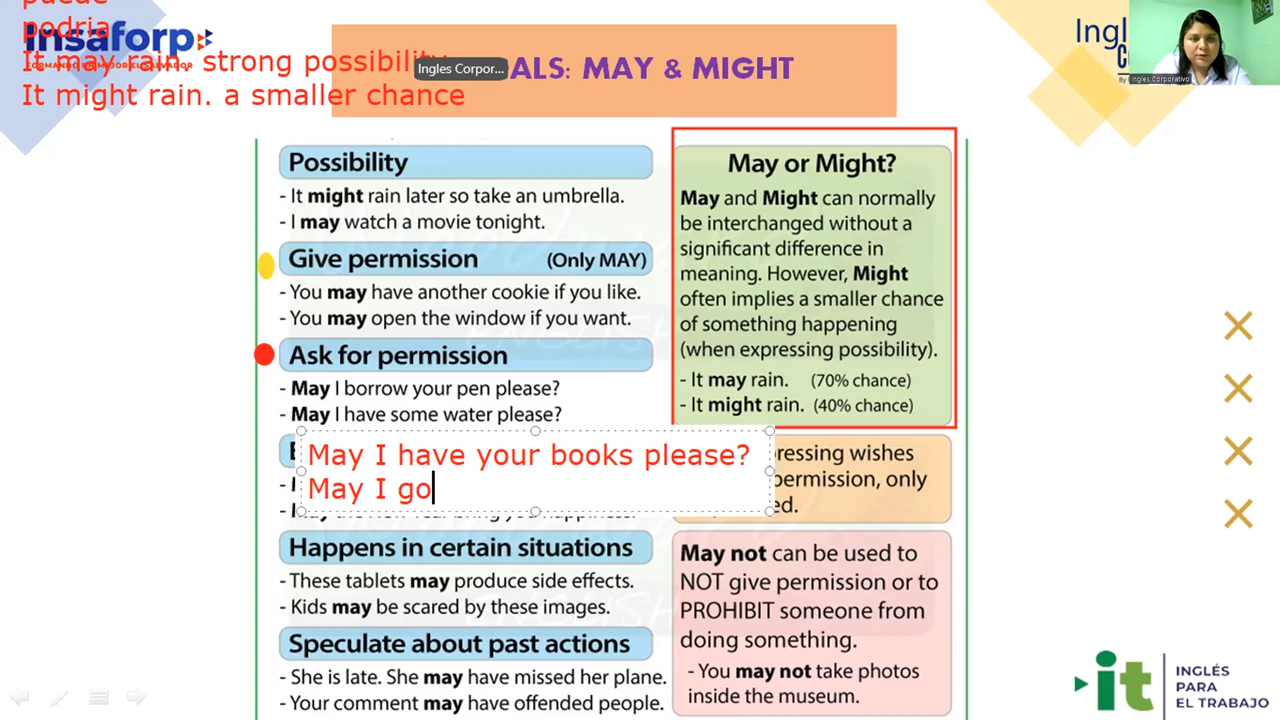 puede
podria
insaforp
It may rain. strong possibility
It might rain. a smaller chance
Ingles Corpor...
ALS: MAY & MIGHT
Ingles Corporativo
Possibility
- It might rain later so take an umbrella.
- I may watch a movie tonight.
Give permission (Only MAY)
- You may have another cookie if you like.
- You may open the window if you want.
Ask for permission
- May I borrow your pen please?
- May I have some water please?
May I have your books please?
May I go
Happens in certain situations
- These tablets may produce side effects.
- Kids may be scared by these images.
Speculate about past actions
- She is late. She may have missed her plane.
- Your comment may have offended people.
May or Might?
May and Might can normally
be interchanged without a
significant difference in
meaning. However, Might
often implies a smaller chance
of something happening
(when expressing possibility).
- It may rain. (70% chance)
- It might rain. (40% chance)
pressing wishes
permission, only
ed.
May not can be used to
NOT give permission or to
PROHIBIT someone from
doing something.
- You may not take photos
inside the museum.
it
INGLÉS
PARA
EL TRABAJO